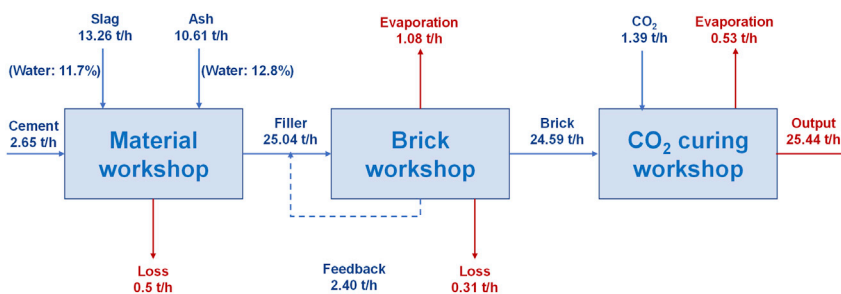 Slag
13.26 t/h
(Water: 11.7%)
Ash
10.61 t/h
(Water: 12.8%)
Cement
2.65 t/h
Material
workshop
Loss
0.5 t/h
Filler
25.04 t/h
Evaporation
1.08 t/h
Brick
workshop
Feedback
2.40 t/h
Loss
0.31 t/h
Brick
24.59 t/h
CO₂
1.39 t/h
Evaporation
0.53 t/h
CO₂ curing
workshop
Output
25.44 t/h